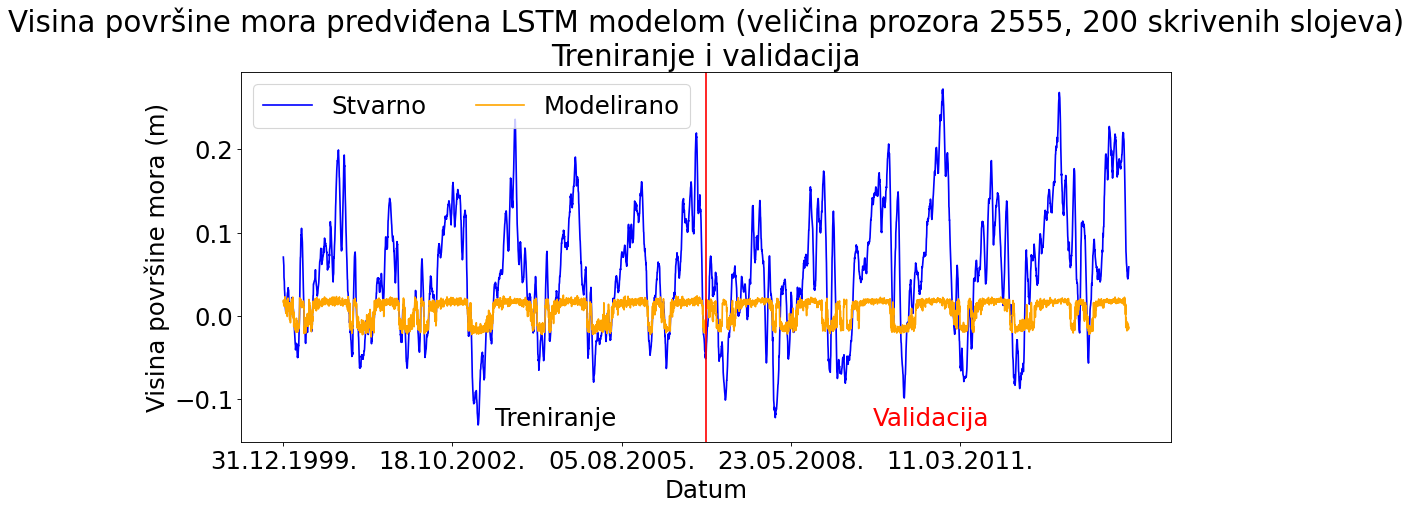 Visina površine mora predviđena LSTM modelom (veličina prozora 2555, 200 skrivenih slojeva)
Treniranje i validacija
Stvarno
Modelirano
Visina površine mora (m)
0.2
0.1
0.0
−0.1
Treniranje
Validacija
31.12.1999.
18.10.2002.
05.08.2005.
23.05.2008.
11.03.2011.
Datum